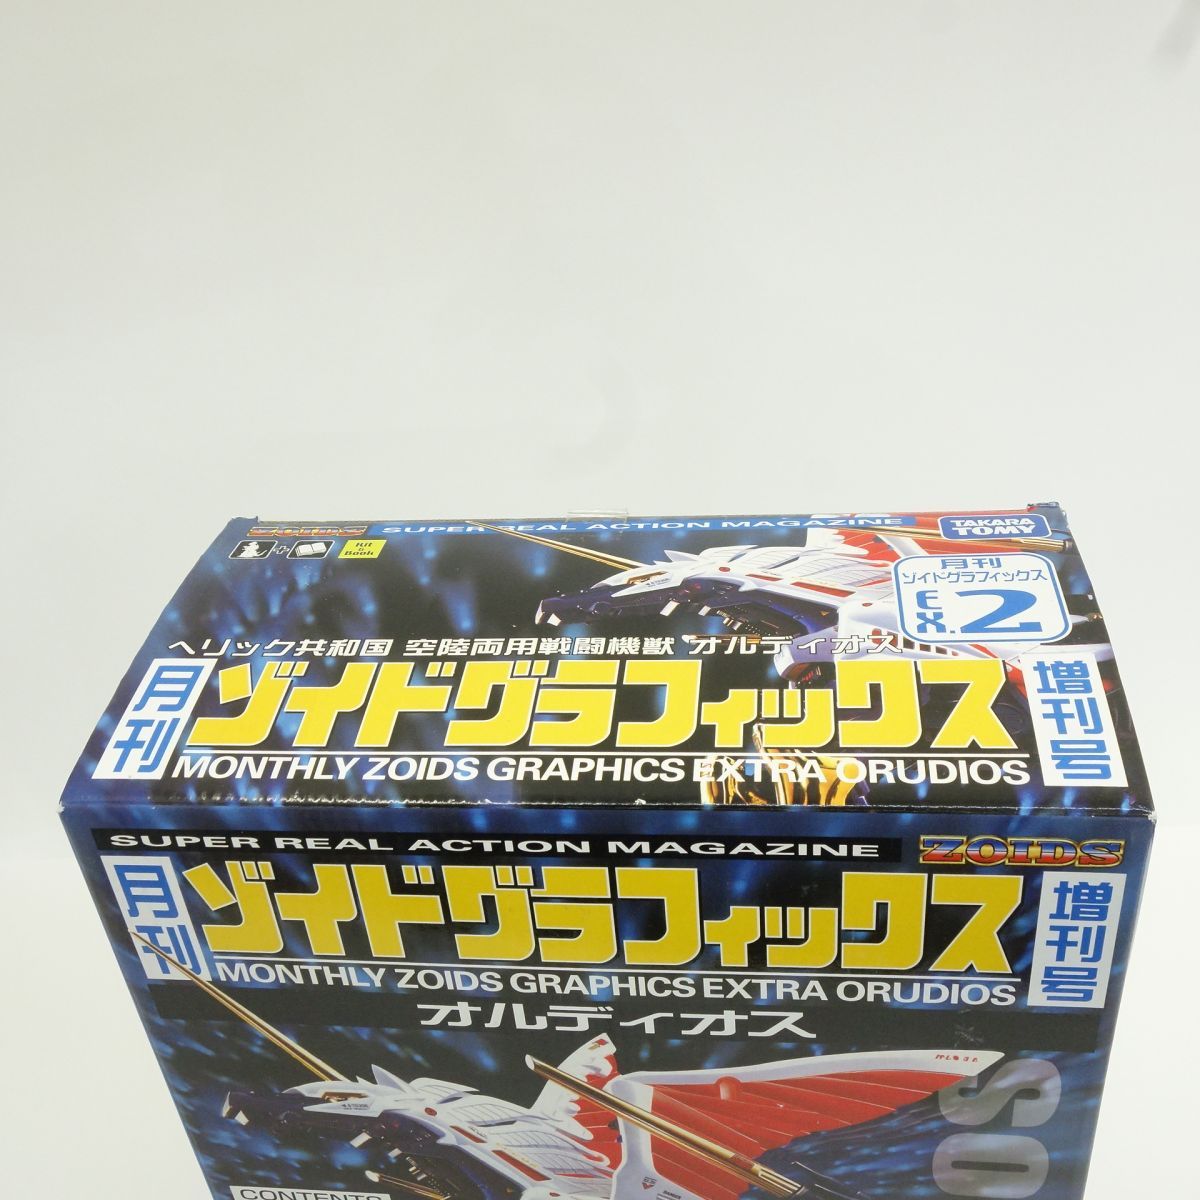 ZOIDS SUPER REAL ACTION MAGAZINE
TAKARA TOMY
Kit & Book
月刊
ゾイドグラフィックス
EX.2
ヘリック共和国 空陸両用戦闘機獣 オルディオス
月刊
ゾイドグラフィックス
増刊号
MONTHLY ZOIDS GRAPHICS EXTRA ORUDIOS
SUPER REAL ACTION MAGAZINE
ZOIDS
月刊
ゾイドグラフィックス
増刊号
MONTHLY ZOIDS GRAPHICS EXTRA ORUDIOS
オルディオス
OS
CONTENTS